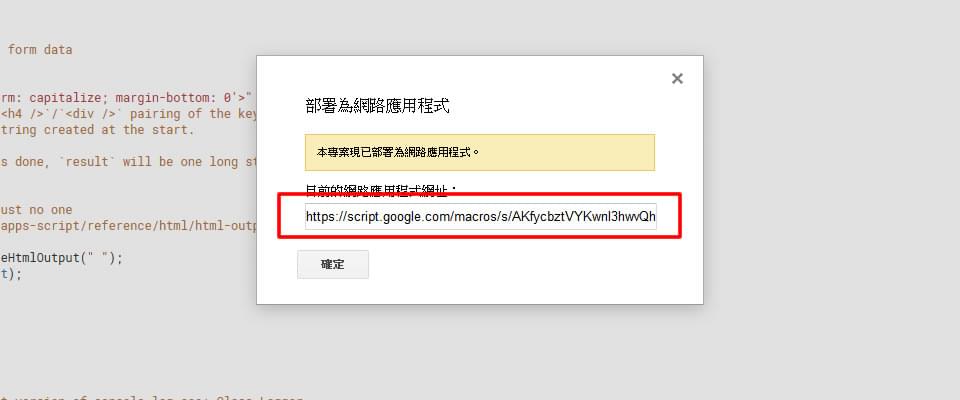 form data
部署為網路應用程式
rm: capitalize; margin-bottom: 0'>"
<h4 />`/`<div />` pairing of the key
tring created at the start.
本專案現已部署為網路應用程式。
s done, `result` will be one long st
目前的網路應用程式網址：
ust no one
https://script.google.com/macros/s/AKfycbztVYKwnl3hwvQh
apps-script/reference/html/html-outp
eHtmlOutput(" ");
確定
t);
t version of console.log see: Class Logger